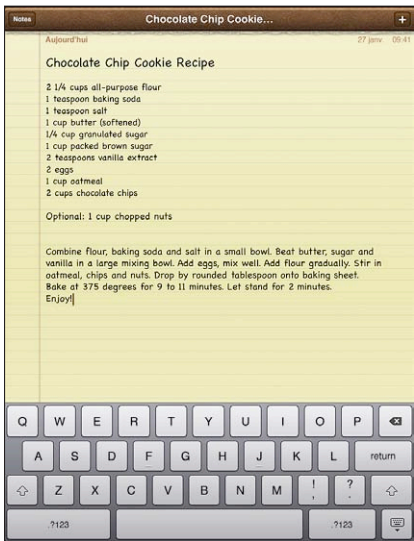 Notes
Chocolate Chip Cookie...
+
Aujourd'hui
27 janv. 09:41
Chocolate Chip Cookie Recipe
2 1/4 cups all-purpose flour
1 teaspoon baking soda
1 teaspoon salt
1 cup butter (softened)
1/4 cup granulated sugar
1 cup packed brown sugar
2 teaspoons vanilla extract
2 eggs
1 cup oatmeal
2 cups chocolate chips
Optional: 1 cup chopped nuts
Combine flour, baking soda and salt in a small bowl. Beat butter, sugar and
vanilla in a large mixing bowl. Add eggs, mix well. Add flour gradually. Stir in
oatmeal, chips and nuts. Drop by rounded tablespoon onto baking sheet.
Bake at 375 degrees for 9 to 11 minutes. Let stand for 2 minutes.
Enjoy!
Q W E R T Y U I O P
A S D F G H J K L return
Z X C V B N M ! , ? .
.?123 .?123